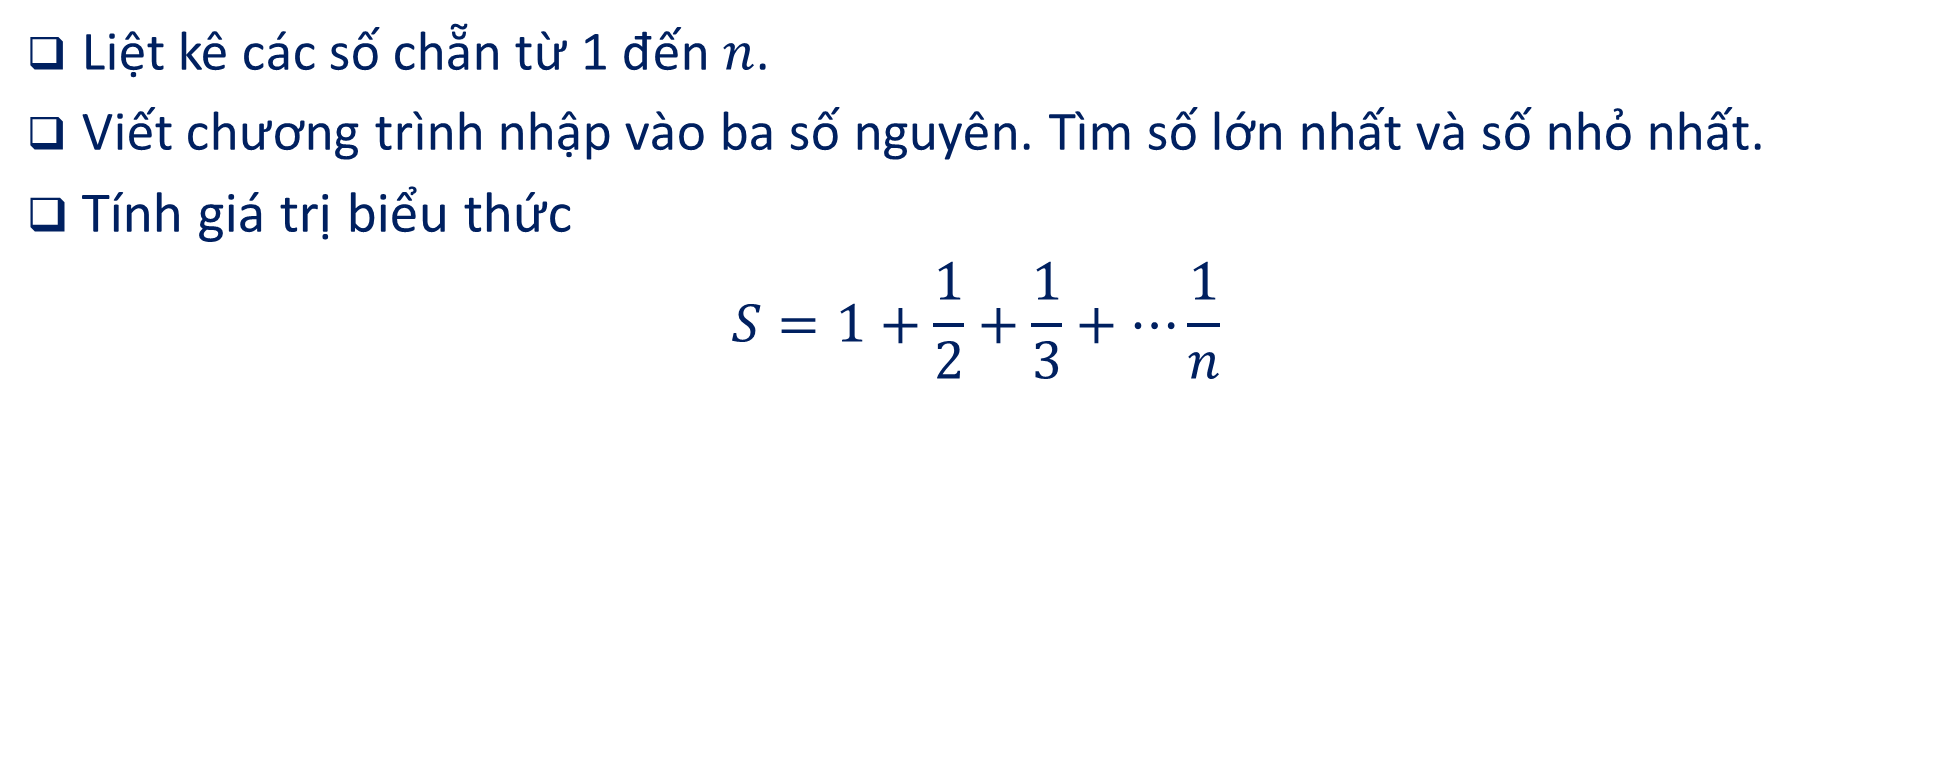 ❑ Liệt kê các số chẵn từ 1 đến n.
❑ Viết chương trình nhập vào ba số nguyên. Tìm số lớn nhất và số nhỏ nhất.
❑ Tính giá trị biểu thức
S = 1 + 1/2 + 1/3 + ⋯ 1/n